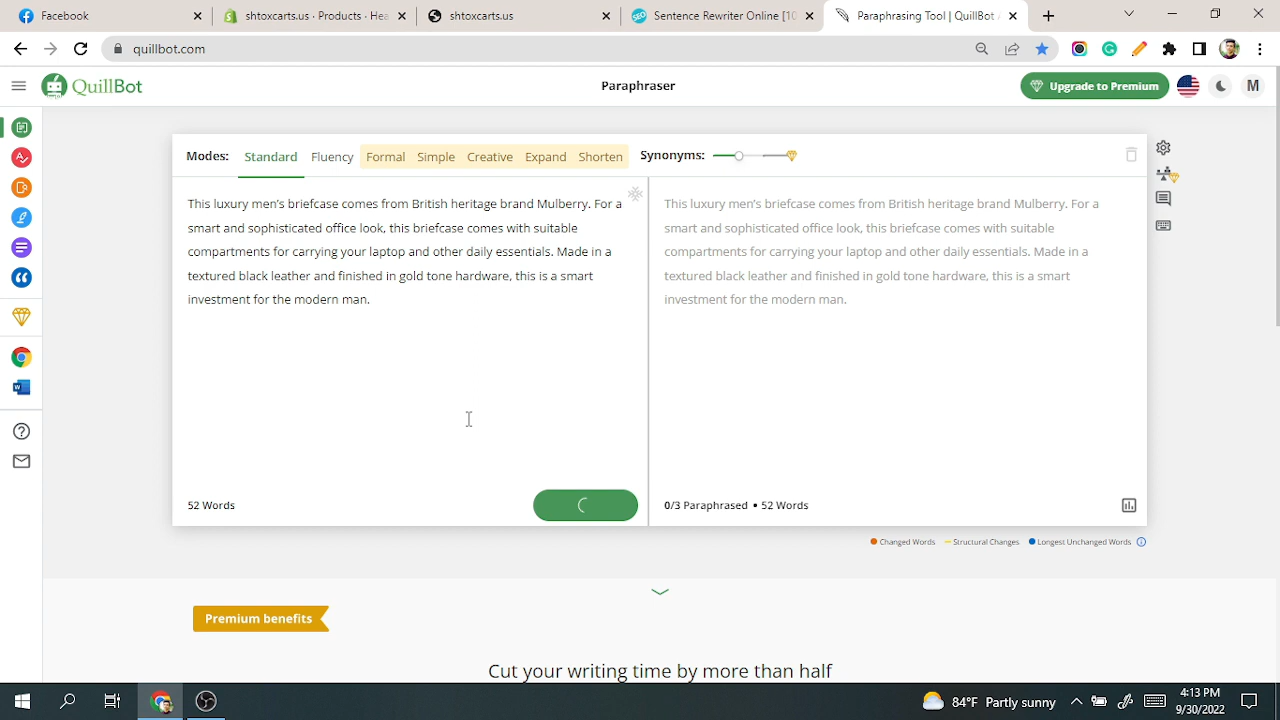 Facebook
shtoxcarts.us · Products · Hea
shtoxcarts.us
Sentence Rewriter Online [10
Paraphrasing Tool | QuillBot A
quillbot.com
QuillBot
Paraphraser
Upgrade to Premium
M
Modes: Standard Fluency Formal Simple Creative Expand Shorten Synonyms:
This luxury men's briefcase comes from British heritage brand Mulberry. For a
smart and sophisticated office look, this briefcase comes with suitable
compartments for carrying your laptop and other daily essentials. Made in a
textured black leather and finished in gold tone hardware, this is a smart
investment for the modern man.
This luxury men's briefcase comes from British heritage brand Mulberry. For a
smart and sophisticated office look, this briefcase comes with suitable
compartments for carrying your laptop and other daily essentials. Made in a
textured black leather and finished in gold tone hardware, this is a smart
investment for the modern man.
52 Words
0/3 Paraphrased • 52 Words
Changed Words Structural Changes Longest Unchanged Words
Premium benefits
Cut your writing time by more than half
84°F Partly sunny
4:13 PM
9/30/2022